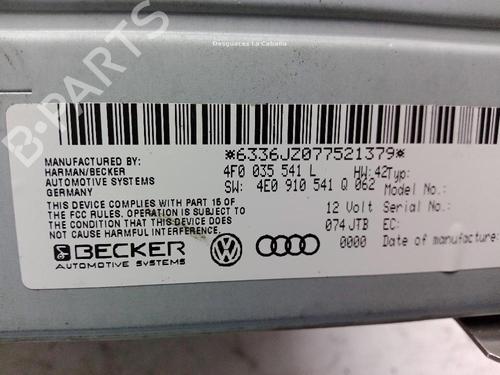 Desguaces La Cabaña
B-PARTS
*6336JZ077521379*
MANUFACTURED BY:
HARMAN/BECKER
AUTOMOTIVE SYSTEMS
GERMANY
4F0 035 541 L HW:42Typ:
SW: 4E0 910 541 Q 062 Model No.:
THIS DEVICE COMPLIES WITH PART 15 OF
THE FCC RULES. OPERATION IS SUBJECT
TO THE CONDITION THAT THIS DEVICE DOES
NOT CAUSE HARMFUL INTERFERENCE.
12 Volt Serial No.:
074 JTB EC:
0000 Date of manufacture:
BECKER
AUTOMOTIVE SYSTEMS